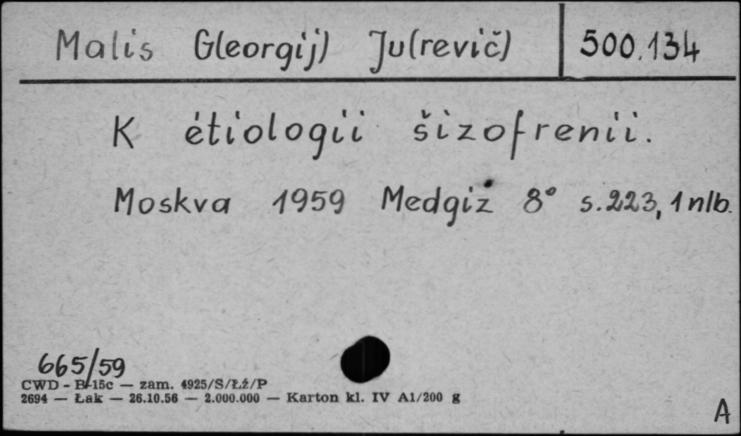 Malis G(eorgij) Ju(revič) 500.134
K ėtiologii šizofrenii.
Moskva 1959 Medgiz 8° s.223, 1 nlb.
665/59
CWD - B-15c — zam. 4925/S/Łż/P
2694 — Łak — 26.10.56 — 2.000.000 — Karton kl. IV A1/200 g
A